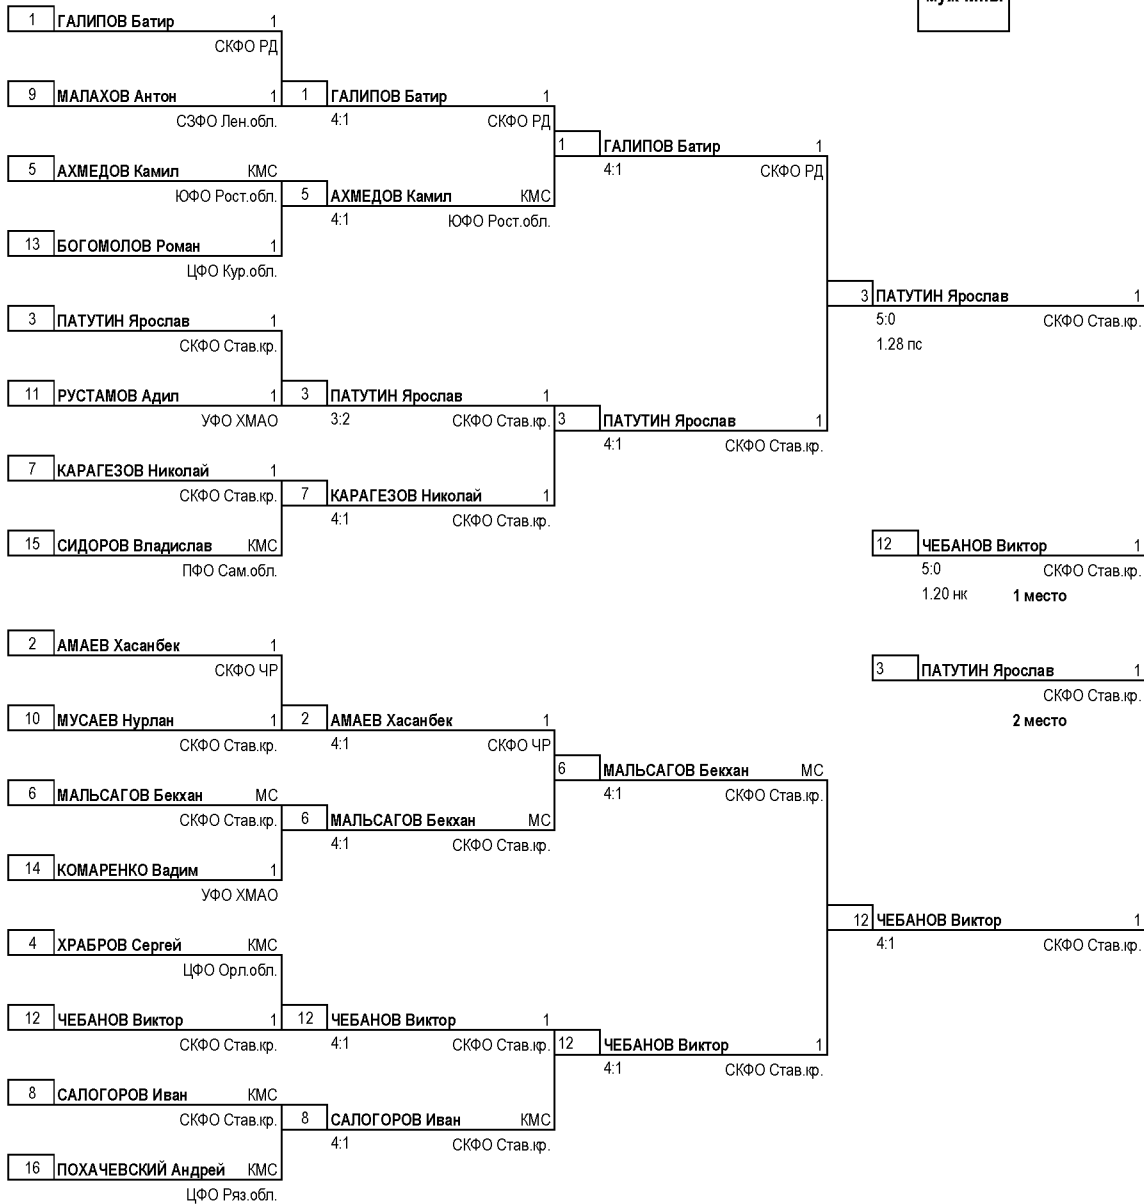 мужчины
1 ГАЛИПОВ Батир 1
СКФО РД
9 МАЛАХОВ Антон 1 1 ГАЛИПОВ Батир 1
СЗФО Лен.обл. 4:1 СКФО РД
1 ГАЛИПОВ Батир 1
5 АХМЕДОВ Камил КМС 4:1 СКФО РД
ЮФО Рост.обл. 5 АХМЕДОВ Камил КМС
4:1 ЮФО Рост.обл.
13 БОГОМОЛОВ Роман 1
ЦФО Кур.обл.
3 ПАТУТИН Ярослав 1
3 ПАТУТИН Ярослав 1 5:0 СКФО Став.кр.
СКФО Став.кр. 1.28 пс
11 РУСТАМОВ Адил 1 3 ПАТУТИН Ярослав 1
УФО ХМАО 3:2 СКФО Став.кр. 3 ПАТУТИН Ярослав 1
4:1 СКФО Став.кр.
7 КАРАГЕЗОВ Николай 1
СКФО Став.кр. 7 КАРАГЕЗОВ Николай 1
4:1 СКФО Став.кр.
15 СИДОРОВ Владислав КМС 12 ЧЕБАНОВ Виктор 1
ПФО Сам.обл. 5:0 СКФО Став.кр.
1.20 нк 1 место
2 АМАЕВ Хасанбек 1
СКФО ЧР 3 ПАТУТИН Ярослав 1
СКФО Став.кр.
10 МУСАЕВ Нурлан 1 2 АМАЕВ Хасанбек 1 2 место
СКФО Став.кр. 4:1 СКФО ЧР
6 МАЛЬСАГОВ Бекхан МС
6 МАЛЬСАГОВ Бекхан МС 4:1 СКФО Став.кр.
СКФО Став.кр. 6 МАЛЬСАГОВ Бекхан МС
4:1 СКФО Став.кр.
14 КОМАРЕНКО Вадим 1
УФО ХМАО
12 ЧЕБАНОВ Виктор 1
4 ХРАБРОВ Сергей КМС 4:1 СКФО Став.кр.
ЦФО Орл.обл.
12 ЧЕБАНОВ Виктор 1 12 ЧЕБАНОВ Виктор 1
СКФО Став.кр. 4:1 СКФО Став.кр. 12 ЧЕБАНОВ Виктор 1
4:1 СКФО Став.кр.
8 САЛОГОРОВ Иван КМС
СКФО Став.кр. 8 САЛОГОРОВ Иван КМС
4:1 СКФО Став.кр.
16 ПОХАЧЕВСКИЙ Андрей КМС
ЦФО Ряз.обл.